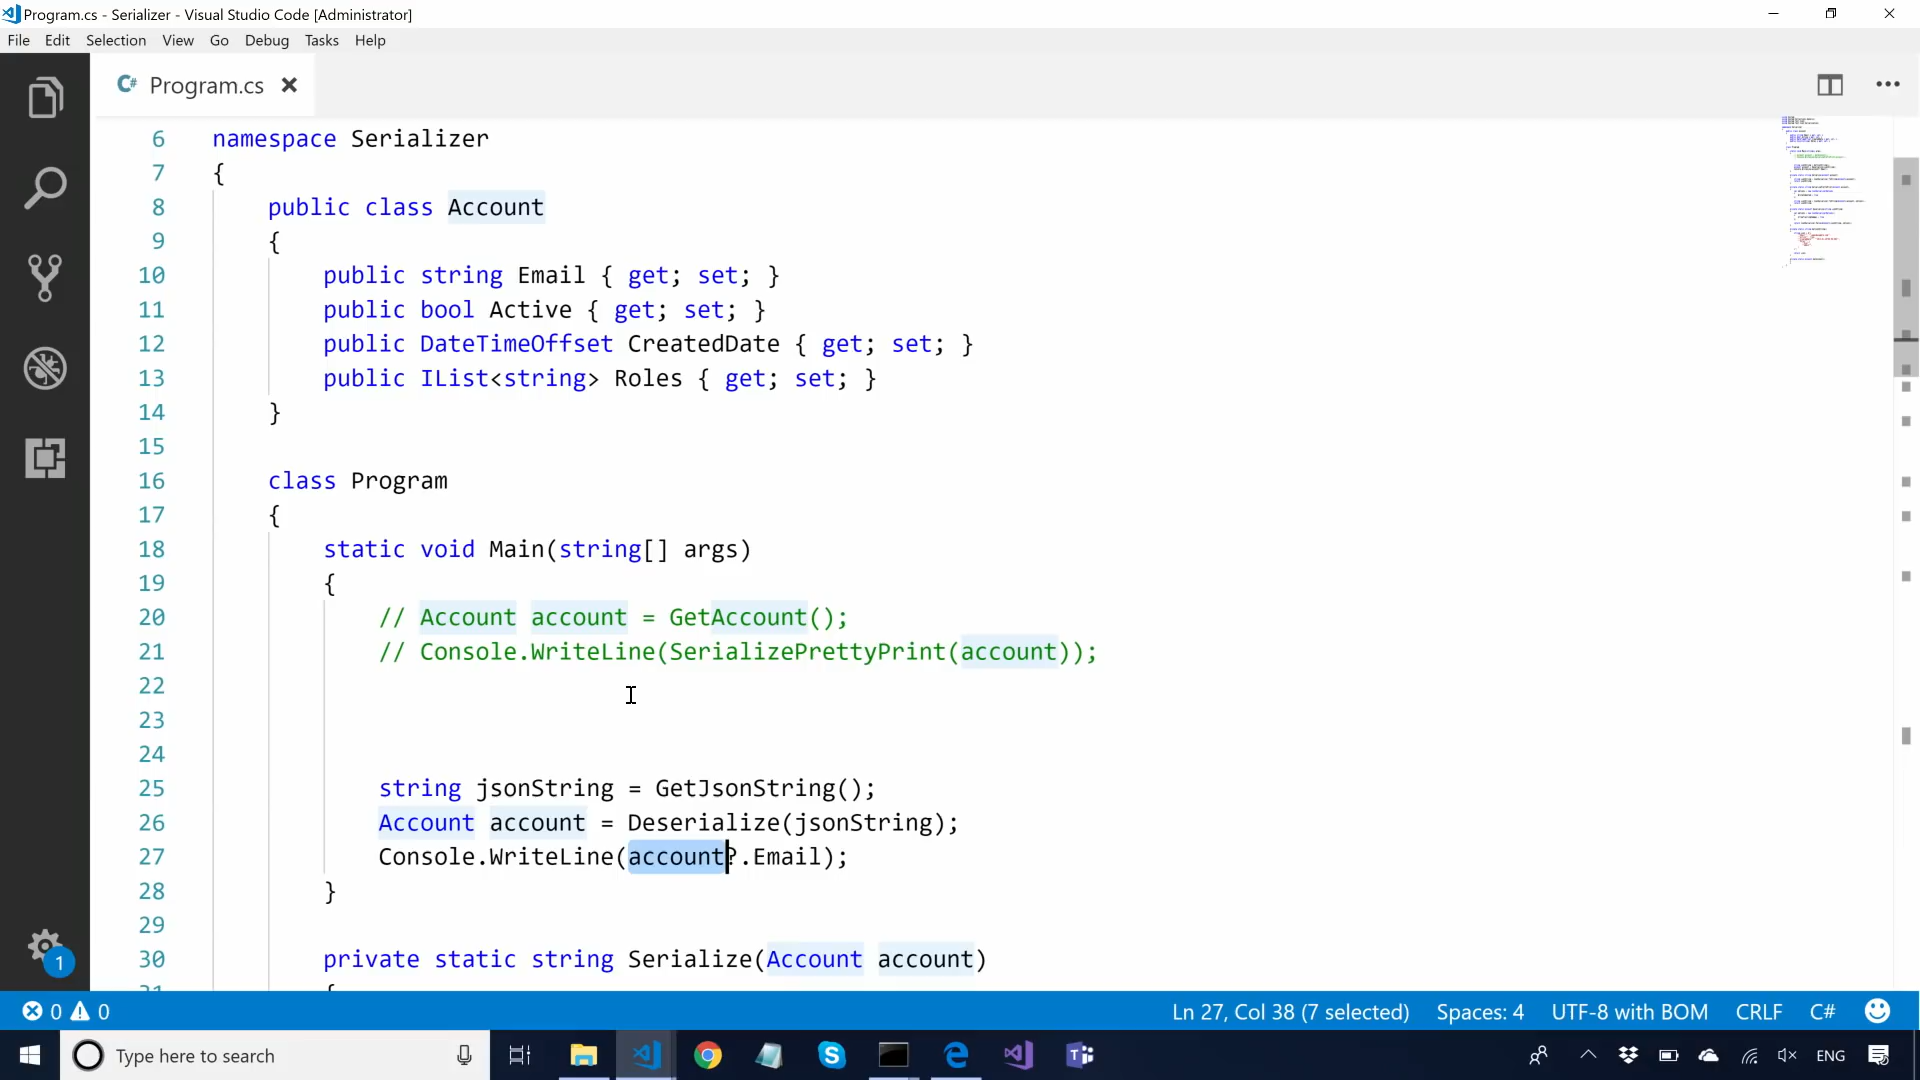 Program.cs - Serializer - Visual Studio Code [Administrator]
File Edit Selection View Go Debug Tasks Help
C# Program.cs
6 namespace Serializer
7 {
8 public class Account
9 {
10 public string Email { get; set; }
11 public bool Active { get; set; }
12 public DateTimeOffset CreatedDate { get; set; }
13 public IList<string> Roles { get; set; }
14 }
15
16 class Program
17 {
18 static void Main(string[] args)
19 {
20 // Account account = GetAccount();
21 // Console.WriteLine(SerializePrettyPrint(account));
22
23
24
25 string jsonString = GetJsonString();
26 Account account = Deserialize(jsonString);
27 Console.WriteLine(account?.Email);
28 }
29
30 private static string Serialize(Account account)
31 {
1
0 0 Ln 27, Col 38 (7 selected) Spaces: 4 UTF-8 with BOM CRLF C#
Type here to search ENG